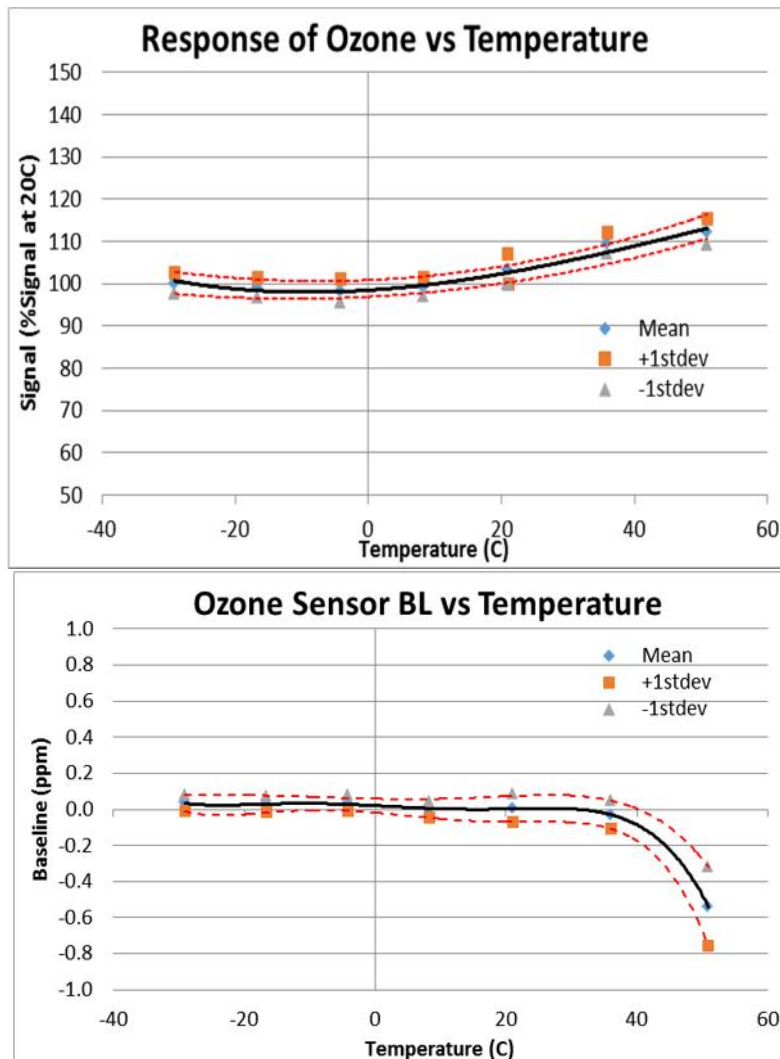 Response of Ozone vs Temperature
150
140
130
120
110
100
90
80
70
60
50
Signal (%Signal at 20C)
Mean
+1stdev
-1stdev
-40 -20 0 20 40 60
Temperature (C)
Ozone Sensor BL vs Temperature
1.0
0.8
0.6
0.4
0.2
0.0
-0.2
-0.4
-0.6
-0.8
-1.0
Baseline (ppm)
Mean
+1stdev
-1stdev
-40 -20 0 20 40 60
Temperature (C)